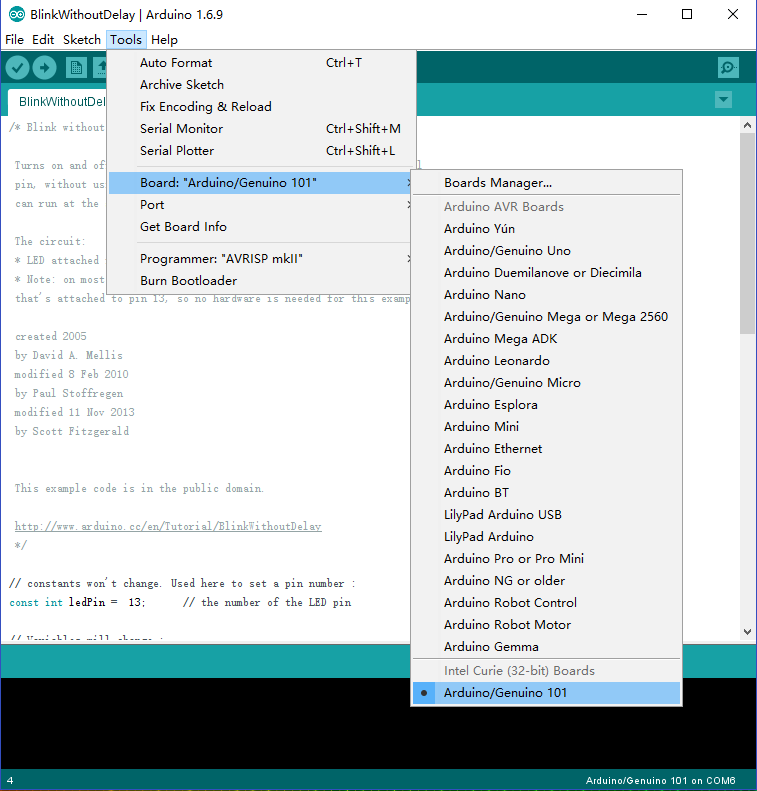 BlinkWithoutDelay | Arduino 1.6.9
File Edit Sketch Tools Help
BlinkWithoutDel
Auto Format Ctrl+T
Archive Sketch
Fix Encoding & Reload
Serial Monitor Ctrl+Shift+M
Serial Plotter Ctrl+Shift+L
Board: "Arduino/Genuino 101"
Port
Get Board Info
Programmer: "AVRISP mkII"
Burn Bootloader
Boards Manager...
Arduino AVR Boards
Arduino Yún
Arduino/Genuino Uno
Arduino Duemilanove or Diecimila
Arduino Nano
Arduino/Genuino Mega or Mega 2560
Arduino Mega ADK
Arduino Leonardo
Arduino/Genuino Micro
Arduino Esplora
Arduino Mini
Arduino Ethernet
Arduino Fio
Arduino BT
LilyPad Arduino USB
LilyPad Arduino
Arduino Pro or Pro Mini
Arduino NG or older
Arduino Robot Control
Arduino Robot Motor
Arduino Gemma
Intel Curie (32-bit) Boards
Arduino/Genuino 101
/* Blink without
Turns on and of
pin, without us
can run at the
The circuit:
* LED attached
* Note: on most
that's attached to pin 13, so no hardware is needed for this examp
created 2005
by David A. Mellis
modified 8 Feb 2010
by Paul Stoffregen
modified 11 Nov 2013
by Scott Fitzgerald
This example code is in the public domain.
http://www.arduino.cc/en/Tutorial/BlinkWithoutDelay
*/
// constants won't change. Used here to set a pin number :
const int ledPin = 13; // the number of the LED pin
// Variables will change :
4
Arduino/Genuino 101 on COM6